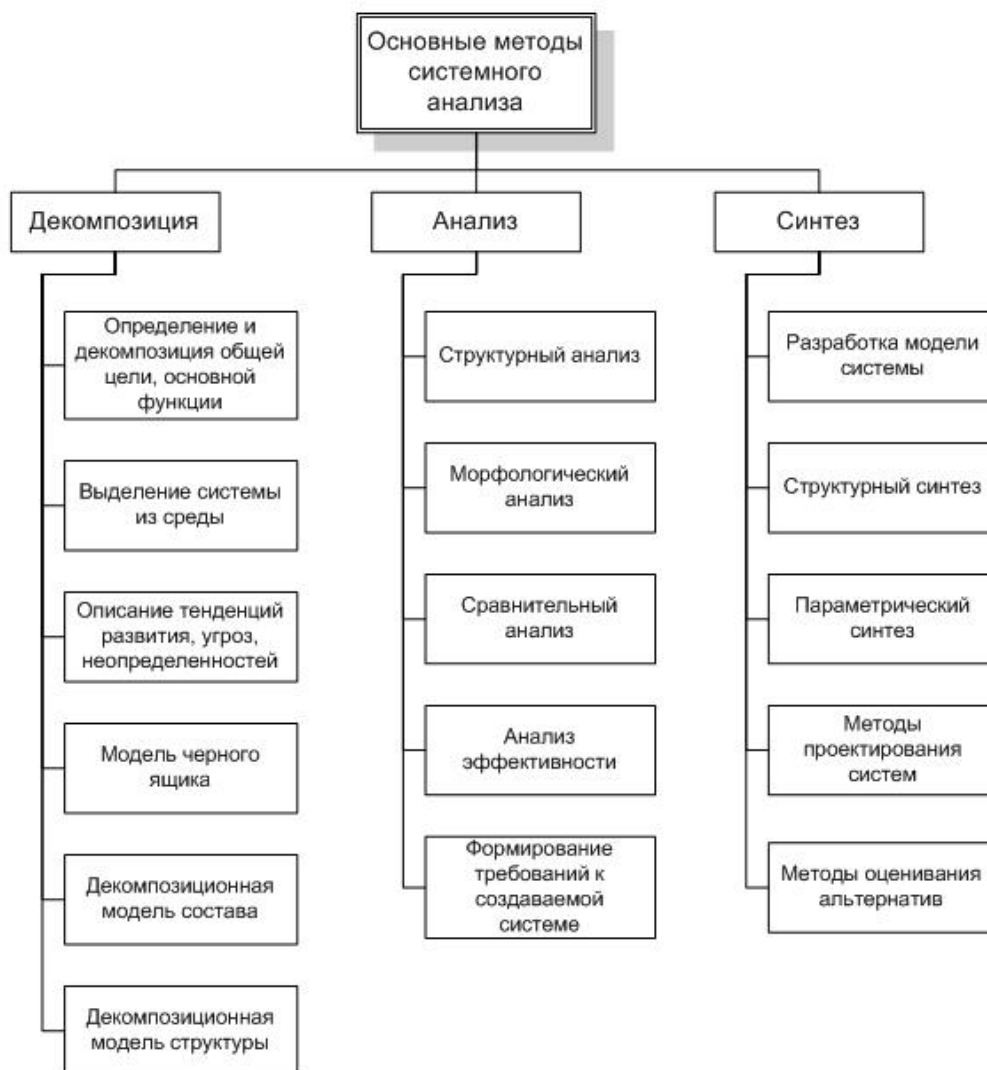 Основные методы
системного
анализа
Декомпозиция
Определение и
декомпозиция общей
цели, основной
функции
Выделение системы
из среды
Описание тенденций
развития, угроз,
неопределенностей
Модель черного
ящика
Декомпозиционная
модель состава
Декомпозиционная
модель структуры
Анализ
Структурный анализ
Морфологический
анализ
Сравнительный
анализ
Анализ
эффективности
Формирование
требований к
создаваемой
системе
Синтез
Разработка модели
системы
Структурный синтез
Параметрический
синтез
Методы
проектирования
систем
Методы оценивания
альтернатив